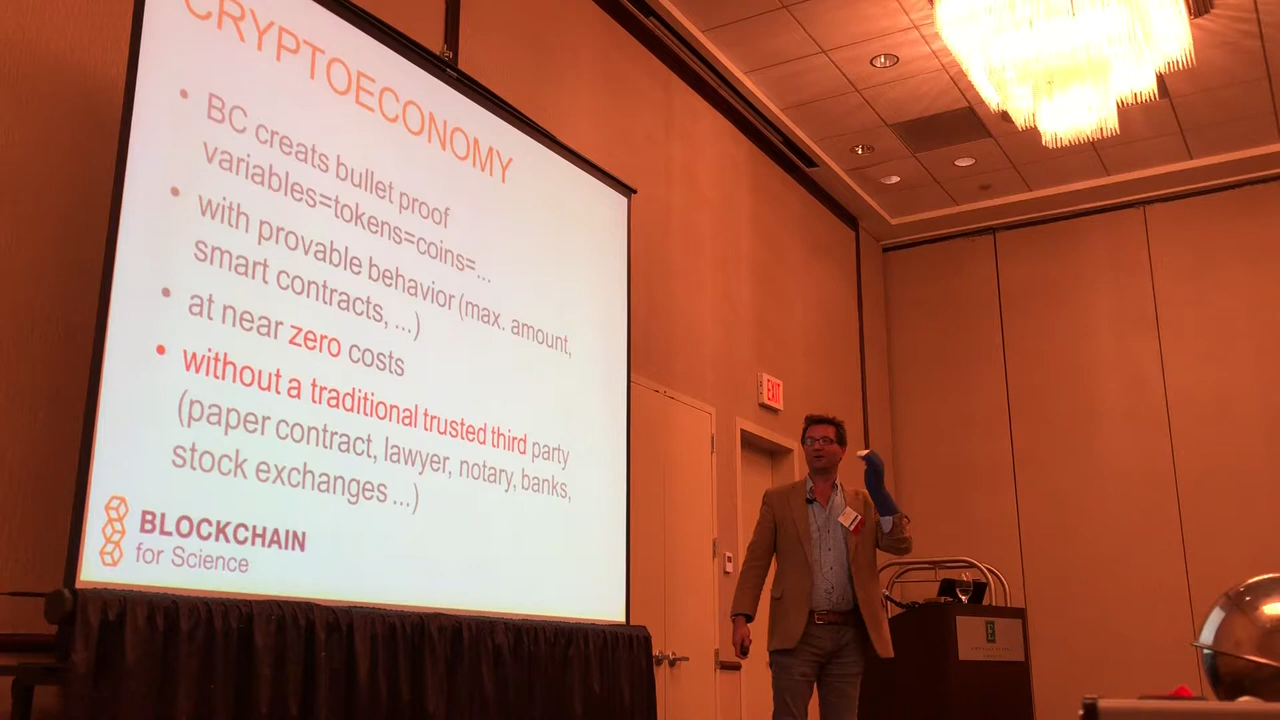 CRYPTOECONOMY
• BC creats bullet proof
variables=tokens=coins=...
• with provable behavior (max. amount,
smart contracts, ...)
• at near zero costs
• without a traditional trusted third party
(paper contract, lawyer, notary, banks,
stock exchanges ...)
BLOCKCHAIN
for Science
EXIT
E